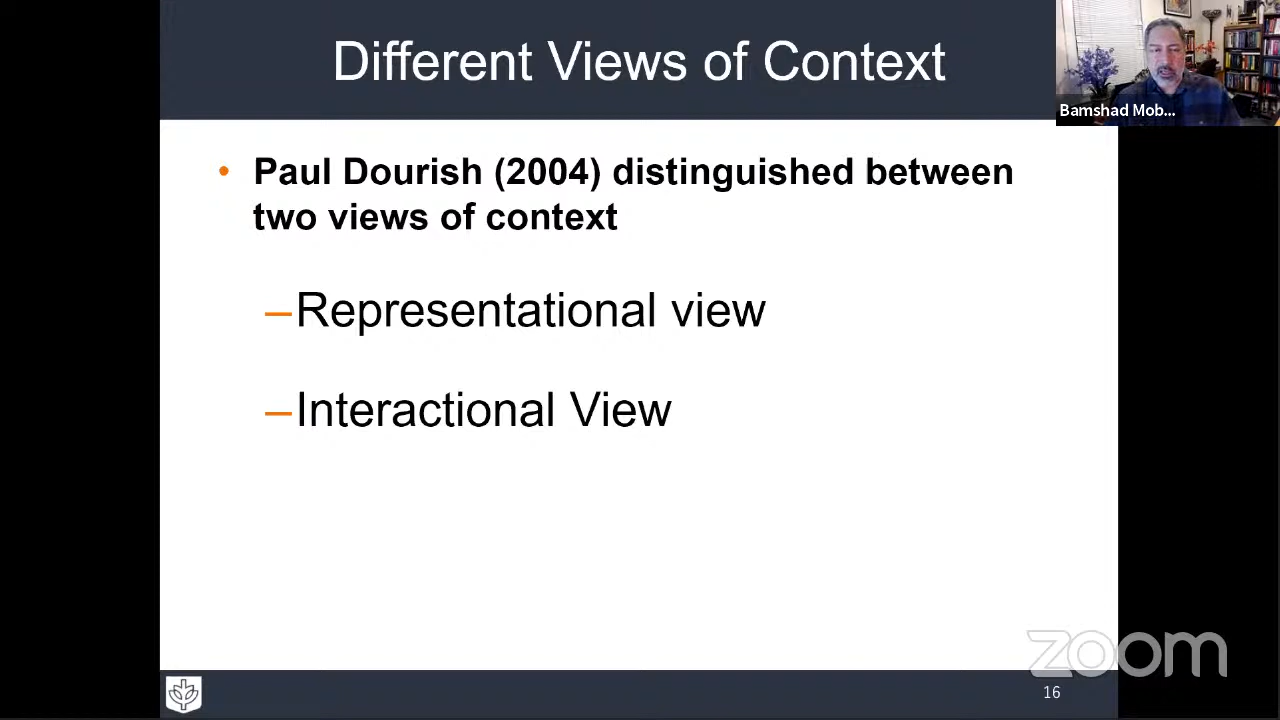 Different Views of Context
Bamshad Mob...
• Paul Dourish (2004) distinguished between
two views of context
–Representational view
–Interactional View
zoom
16